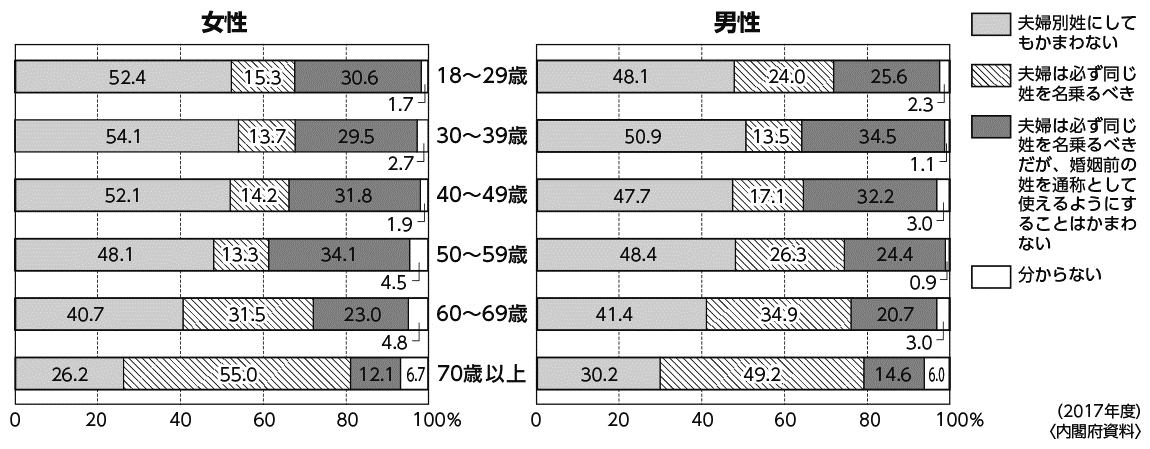 女性
男性
52.4 15.3 30.6
1.7
18～29歳
48.1 24.0 25.6
2.3
54.1 13.7 29.5
2.7
30～39歳
50.9 13.5 34.5
1.1
52.1 14.2 31.8
1.9
40～49歳
47.7 17.1 32.2
3.0
48.1 13.3 34.1
4.5
50～59歳
48.4 26.3 24.4
0.9
40.7 31.5 23.0
4.8
60～69歳
41.4 34.9 20.7
3.0
26.2 55.0 12.1 6.7
70歳以上
30.2 49.2 14.6 6.0
0 20 40 60 80 100%
0 20 40 60 80 100%
夫婦別姓にして
もかまわない
夫婦は必ず同じ
姓を名乗るべき
夫婦は必ず同じ
姓を名乗るべき
だが、婚姻前の
姓を通称として
使えるようにす
ることはかまわ
ない
分からない
(2017年度)
〈内閣府資料〉